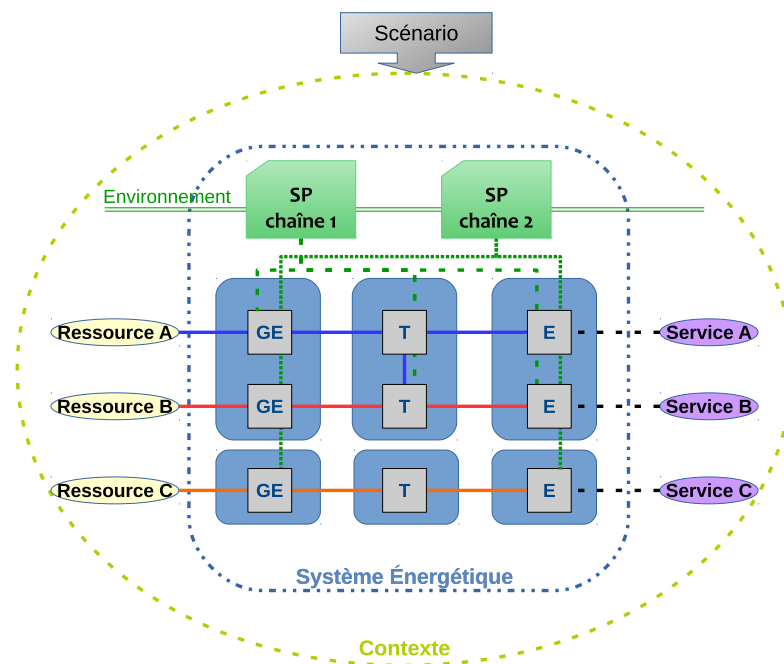 Scénario
Environnement
SP
chaîne 1
SP
chaîne 2
Ressource A
GE
T
E
Service A
Ressource B
GE
T
E
Service B
Ressource C
GE
T
E
Service C
Système Énergétique
Contexte